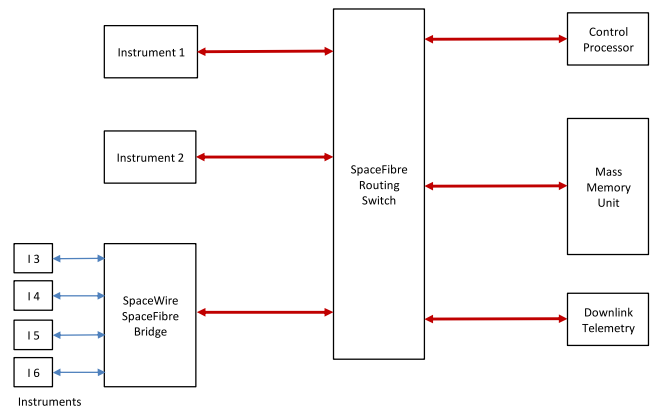 Instrument 1
Instrument 2
I 3
I 4
I 5
I 6
Instruments
SpaceWire
SpaceFibre
Bridge
SpaceFibre
Routing
Switch
Control
Processor
Mass
Memory
Unit
Downlink
Telemetry